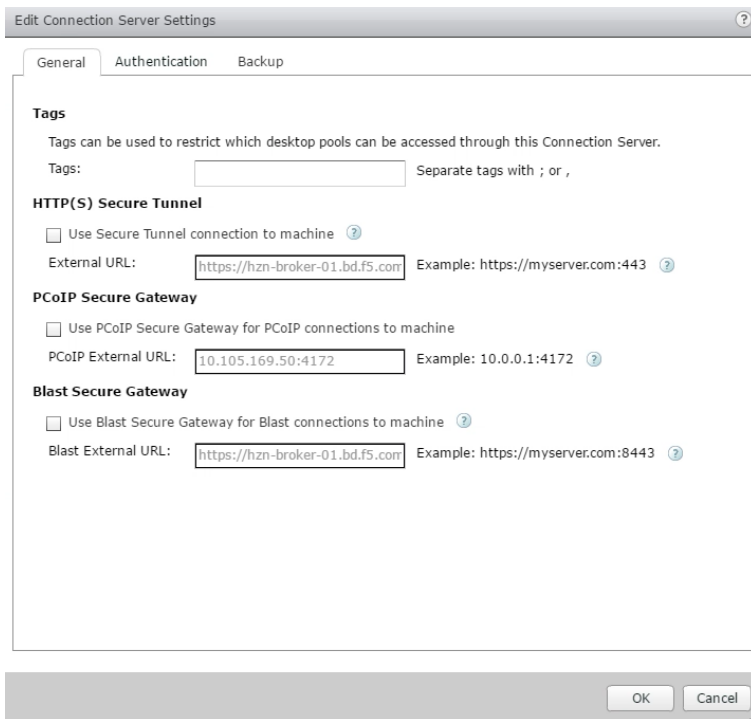 Edit Connection Server Settings ?
General Authentication Backup
Tags
Tags can be used to restrict which desktop pools can be accessed through this Connection Server.
Tags: Separate tags with ; or ,
HTTP(S) Secure Tunnel
Use Secure Tunnel connection to machine ?
External URL: https://hzn-broker-01.bd.f5.com Example: https://myserver.com:443 ?
PCoIP Secure Gateway
Use PCoIP Secure Gateway for PCoIP connections to machine
PCoIP External URL: 10.105.169.50:4172 Example: 10.0.0.1:4172 ?
Blast Secure Gateway
Use Blast Secure Gateway for Blast connections to machine ?
Blast External URL: https://hzn-broker-01.bd.f5.com Example: https://myserver.com:8443 ?
OK Cancel